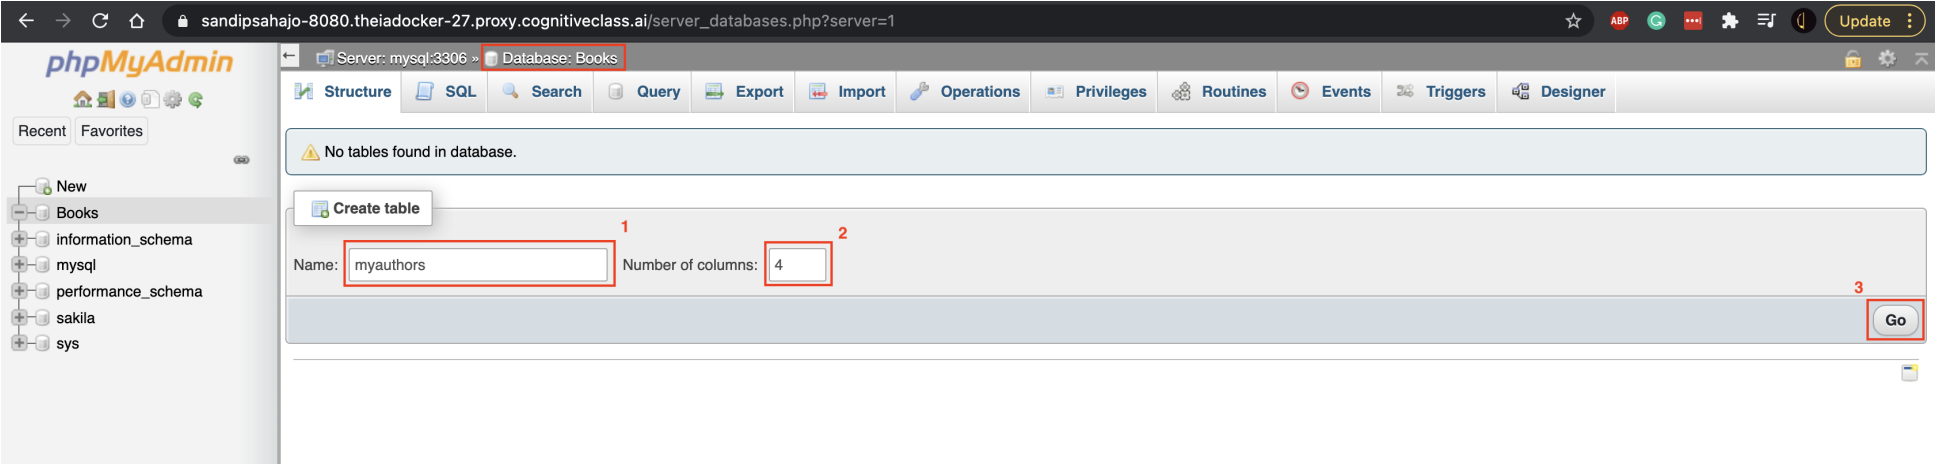 sandipsahajo-8080.theiadocker-27.proxy.cognitiveclass.ai/server_databases.php?server=1
ABP
G
Update
phpMyAdmin
Recent
Favorites
New
Books
information_schema
mysql
performance_schema
sakila
sys
Server: mysql:3306 » Database: Books
Structure
SQL
Search
Query
Export
Import
Operations
Privileges
Routines
Events
Triggers
Designer
No tables found in database.
Create table
1
2
Name: myauthors Number of columns: 4
3
Go